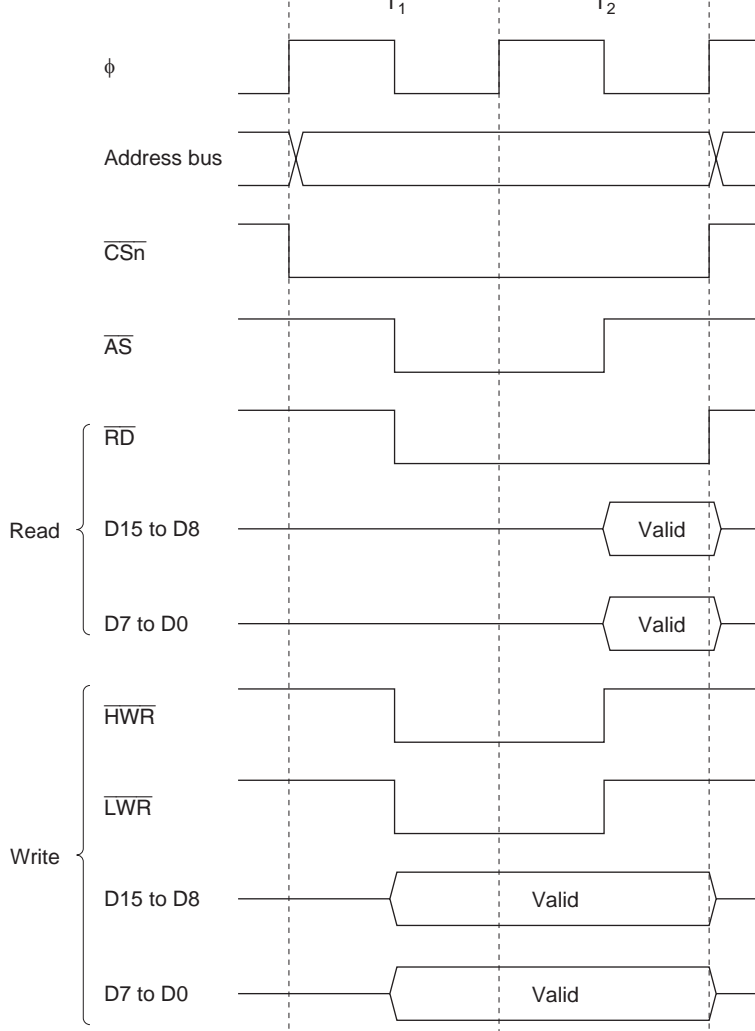 T1 T2
ϕ
Address bus
CSn
AS
RD
Read
D15 to D8
Valid
D7 to D0
Valid
HWR
LWR
Write
D15 to D8
Valid
D7 to D0
Valid